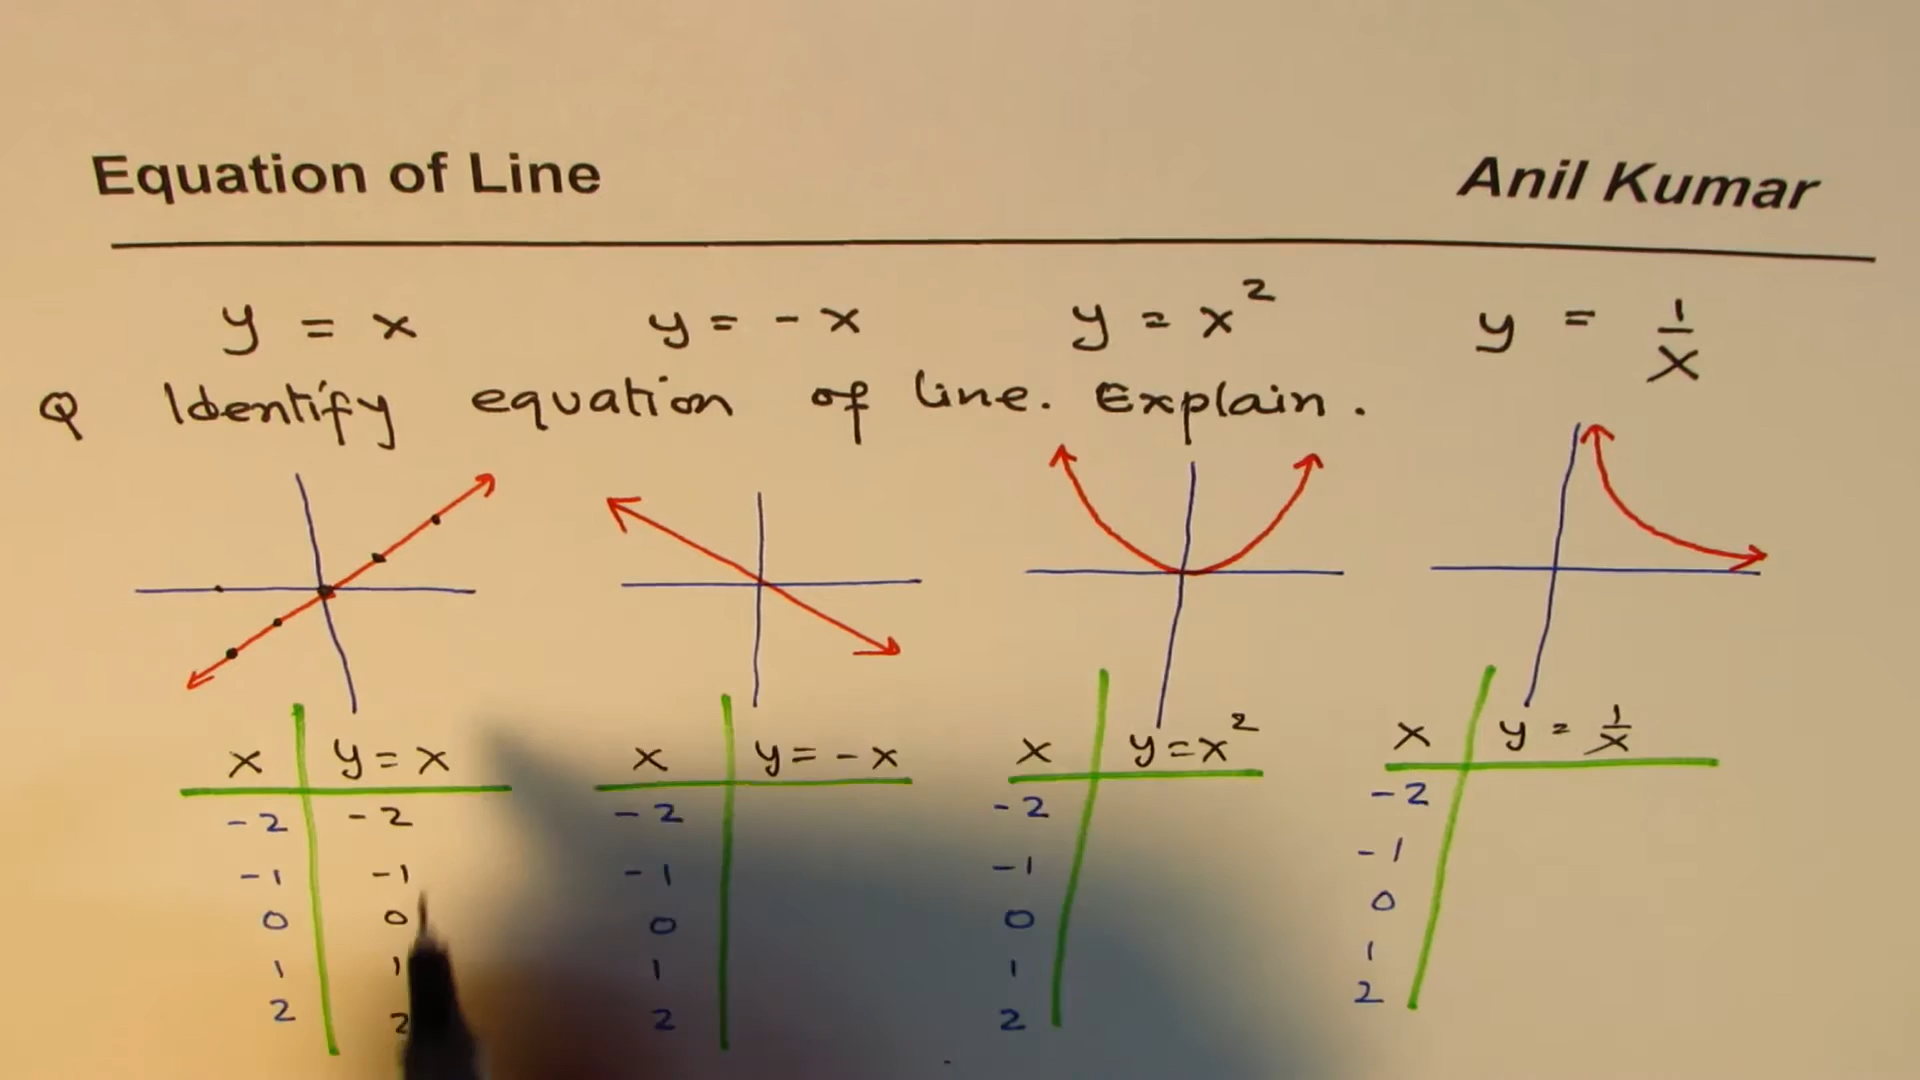 Equation of Line
Anil Kumar
y = x
y = - x
y = x²
y = 1/x
Q Identify equation of line. Explain.
x y = x
-2 -2
-1 -1
0 0
1 1
2 2
x y = - x
-2
-1
0
1
2
x y = x²
-2
-1
0
1
2
x y = 1/x
-2
-1
0
1
2